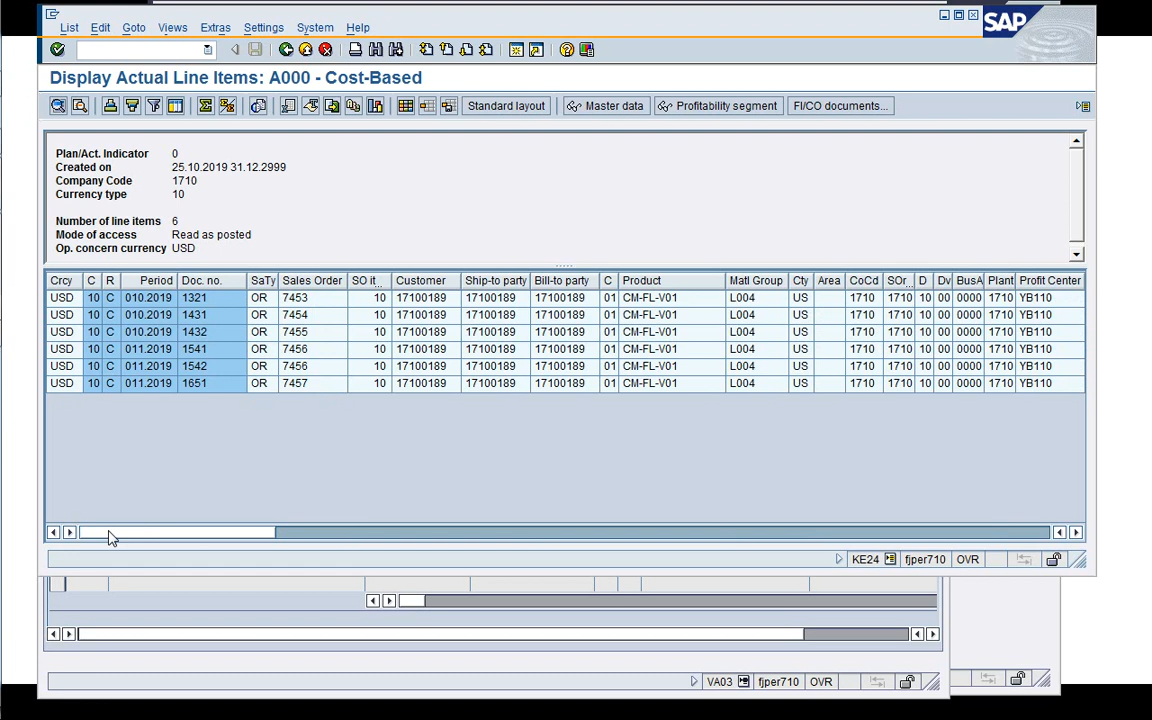 List Edit Goto Views Extras Settings System Help
SAP
Display Actual Line Items: A000 - Cost-Based
Standard layout Master data Profitability segment FI/CO documents...
Plan/Act. Indicator 0
Created on 25.10.2019 31.12.2999
Company Code 1710
Currency type 10
Number of line items 6
Mode of access Read as posted
Op. concern currency USD
Crcy C R Period Doc. no. SaTy Sales Order SO it... Customer Ship-to party Bill-to party C Product Matl Group Cty Area CoCd SOr... D Dv BusA Plant Profit Center
USD 10 C 010.2019 1321 OR 7453 10 17100189 17100189 17100189 01 CM-FL-V01 L004 US 1710 1710 10 00 0000 1710 YB110
USD 10 C 010.2019 1431 OR 7454 10 17100189 17100189 17100189 01 CM-FL-V01 L004 US 1710 1710 10 00 0000 1710 YB110
USD 10 C 010.2019 1432 OR 7455 10 17100189 17100189 17100189 01 CM-FL-V01 L004 US 1710 1710 10 00 0000 1710 YB110
USD 10 C 011.2019 1541 OR 7456 10 17100189 17100189 17100189 01 CM-FL-V01 L004 US 1710 1710 10 00 0000 1710 YB110
USD 10 C 011.2019 1542 OR 7456 10 17100189 17100189 17100189 01 CM-FL-V01 L004 US 1710 1710 10 00 0000 1710 YB110
USD 10 C 011.2019 1651 OR 7457 10 17100189 17100189 17100189 01 CM-FL-V01 L004 US 1710 1710 10 00 0000 1710 YB110
KE24 fjper710 OVR
VA03 fjper710 OVR